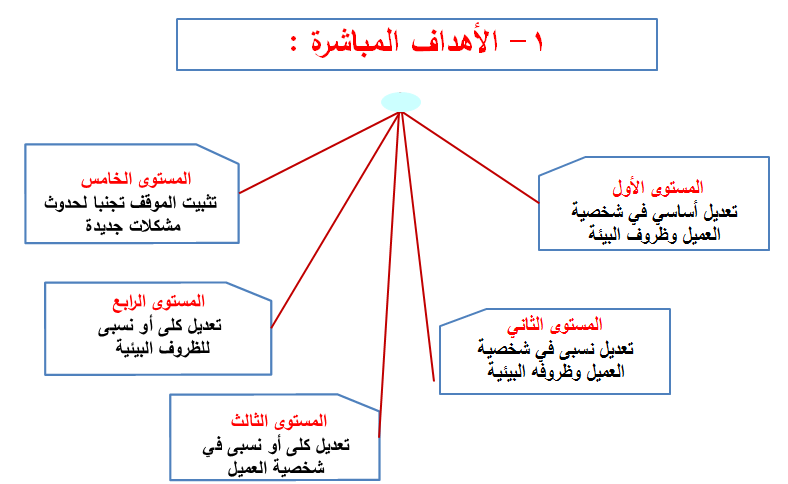 ١- الأهداف المباشرة :
المستوى الأول
تعديل أساسي في شخصية
العميل وظروف البيئة
المستوى الثاني
تعديل نسبى في شخصية
العميل وظروفه البيئية
المستوى الثالث
تعديل كلى أو نسبى في
شخصية العميل
المستوى الرابع
تعديل كلى أو نسبى
للظروف البيئية
المستوى الخامس
تثبيت الموقف تجنبا لحدوث
مشكلات جديدة